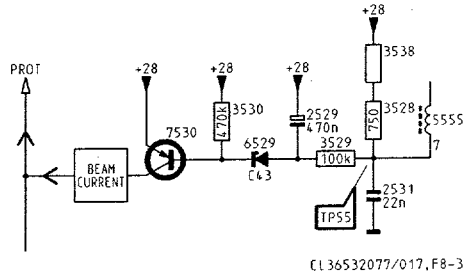 +28
3538
PROT
+28
+28
+28
3530
470k
2529
470n
750
3528
5555
7
7530
6529
C43
3529
100k
BEAM
CURRENT
TP55
2531
22n
CL36532077/017,F8-3